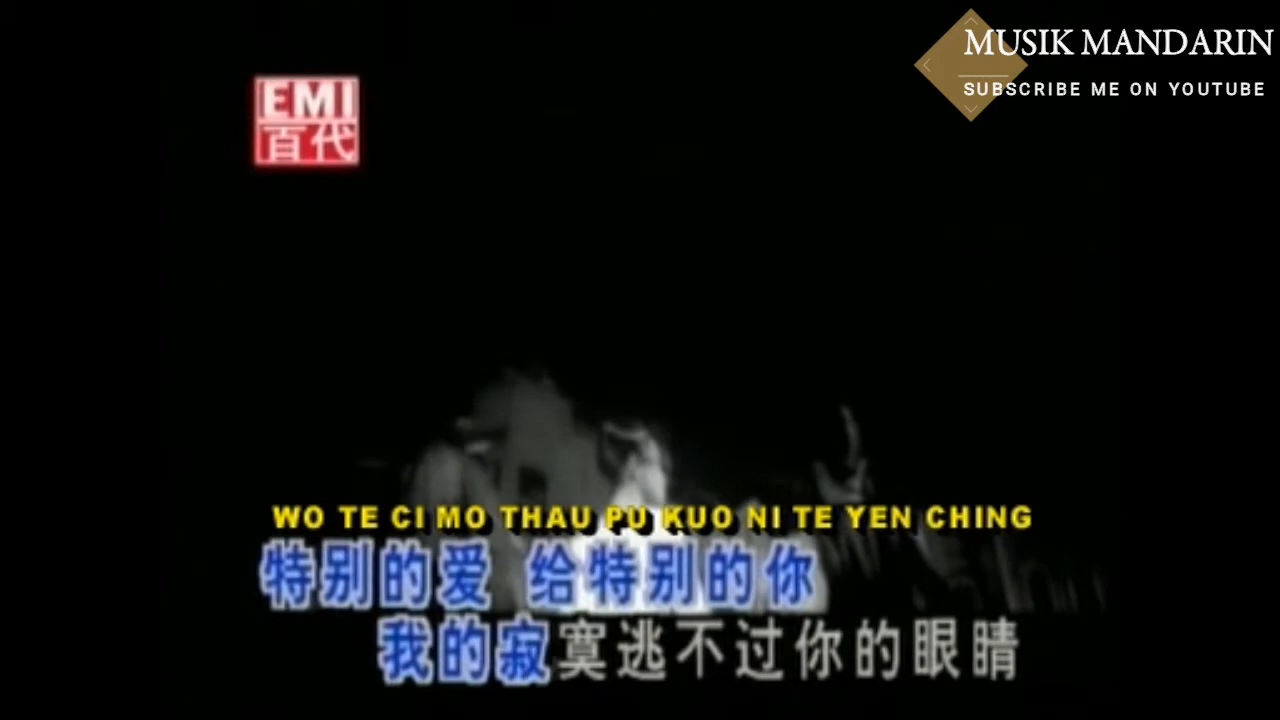 MUSIK MANDARIN
SUBSCRIBE ME ON YOUTUBE
EMI
百代
WO TE CI MO THAU PU KUO NI TE YEN CHING
特别的爱 给特别的你
我的寂寞逃不过你的眼睛